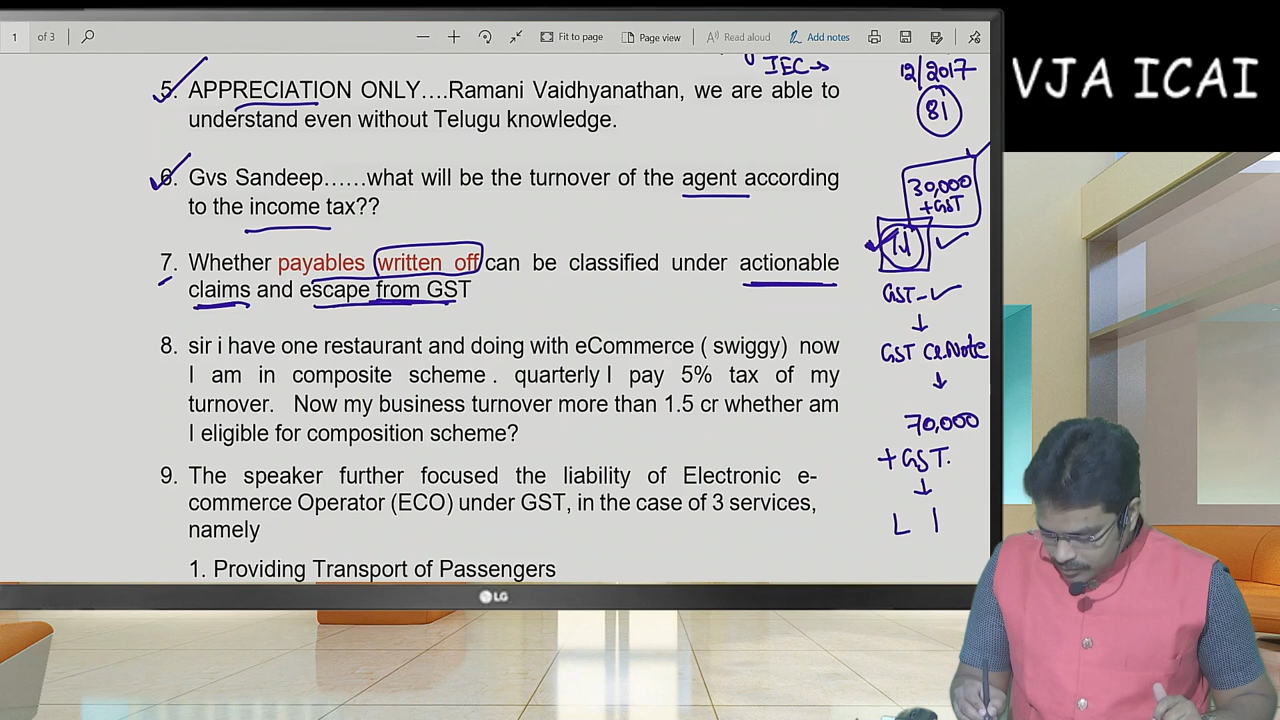 1 of 3
Fit to page
Page view
Read aloud
Add notes
VJA ICAI
IEC→
12/2017
81
5. APPRECIATION ONLY….Ramani Vaidhyanathan, we are able to
understand even without Telugu knowledge.
6. Gvs Sandeep……what will be the turnover of the agent according
to the income tax??
30,000
+GST
7. Whether payables written off can be classified under actionable
claims and escape from GST
GST-✓
↓
GST Cr.Note
↓
70,000
+GST.
↓
8. sir i have one restaurant and doing with eCommerce ( swiggy) now
I am in composite scheme . quarterly I pay 5% tax of my
turnover. Now my business turnover more than 1.5 cr whether am
I eligible for composition scheme?
9. The speaker further focused the liability of Electronic e-
commerce Operator (ECO) under GST, in the case of 3 services,
namely
1. Providing Transport of Passengers
LG